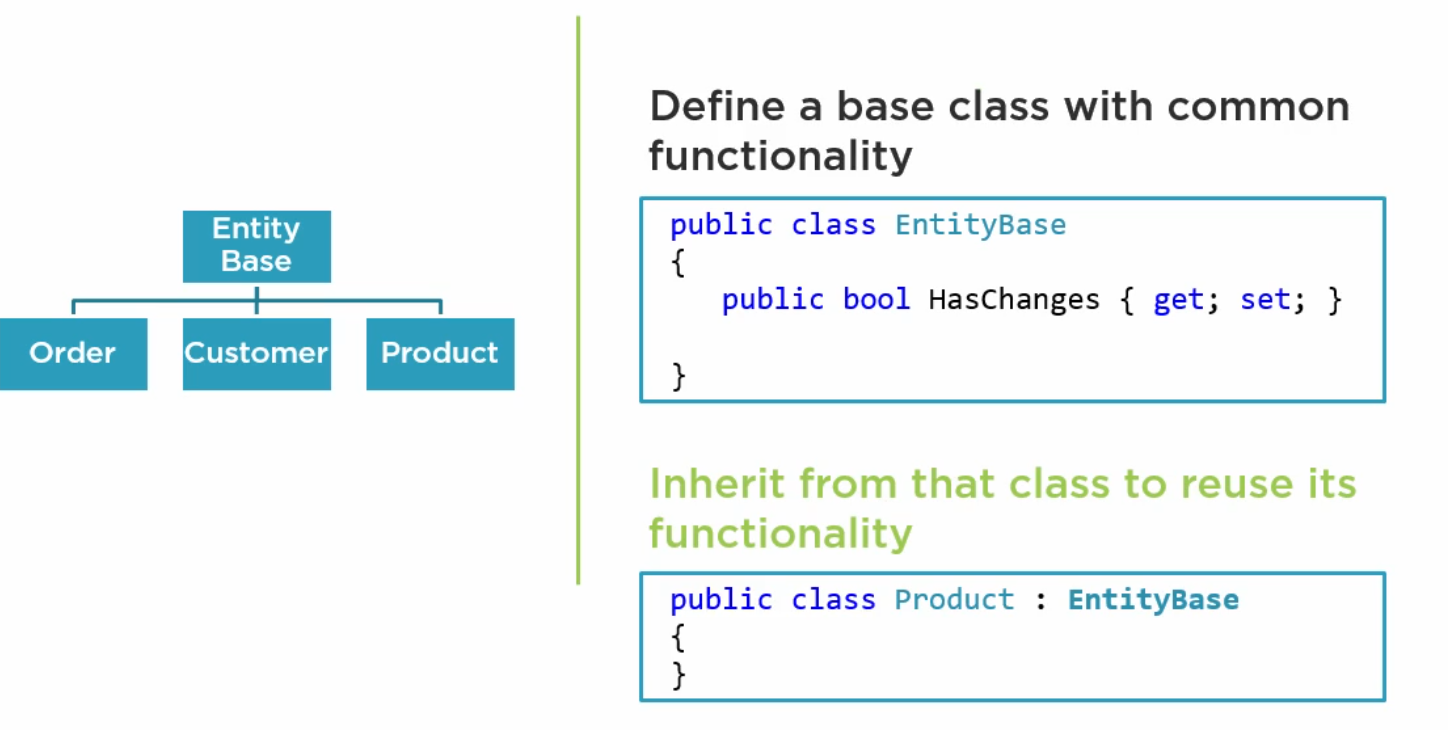 Entity
Base
Order
Customer
Product
Define a base class with common
functionality
public class EntityBase
{
public bool HasChanges { get; set; }
}
Inherit from that class to reuse its
functionality
public class Product : EntityBase
{
}